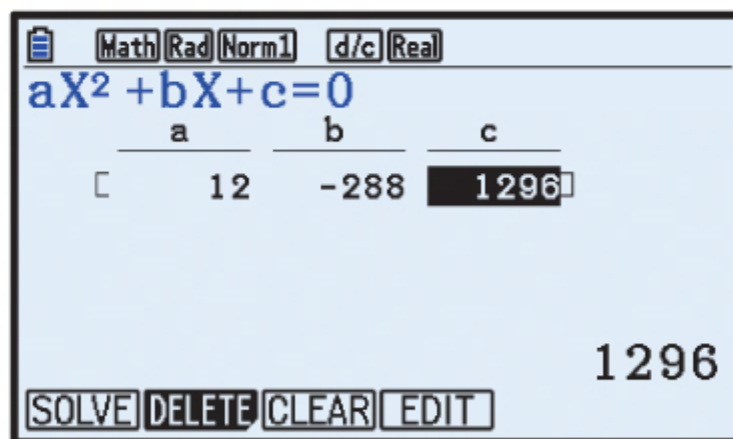 Math Rad Norm1 d/c Real
aX² +bX+c=0
a b c
[ 12 -288 1296]
1296
SOLVE DELETE CLEAR EDIT